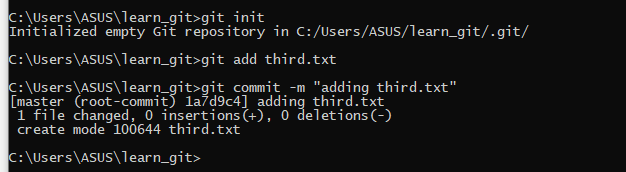 C:\Users\ASUS\learn_git>git init
Initialized empty Git repository in C:/Users/ASUS/learn_git/.git/
C:\Users\ASUS\learn_git>git add third.txt
C:\Users\ASUS\learn_git>git commit -m "adding third.txt"
[master (root-commit) 1a7d9c4] adding third.txt
 1 file changed, 0 insertions(+), 0 deletions(-)
 create mode 100644 third.txt
C:\Users\ASUS\learn_git>